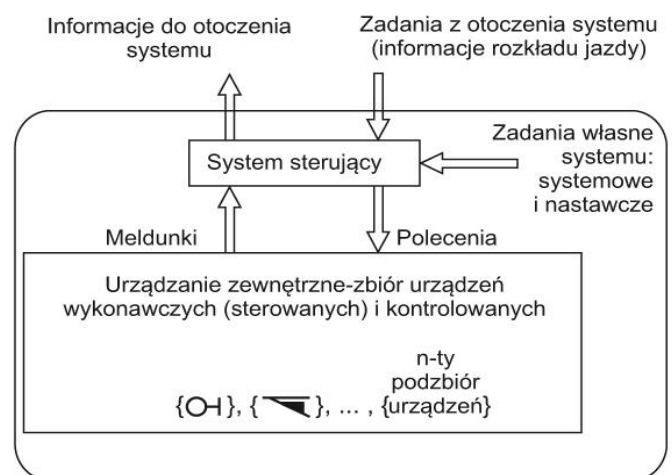 Informacje do otoczenia
systemu
Zadania z otoczenia systemu
(informacje rozkładu jazdy)
System sterujący
Zadania własne
systemu:
systemowe
i nastawcze
Meldunki
Polecenia
Urządzanie zewnętrzne-zbiór urządzeń
wykonawczych (sterowanych) i kontrolowanych
n-ty
podzbiór
{ }, { }, ... , {urządzeń}